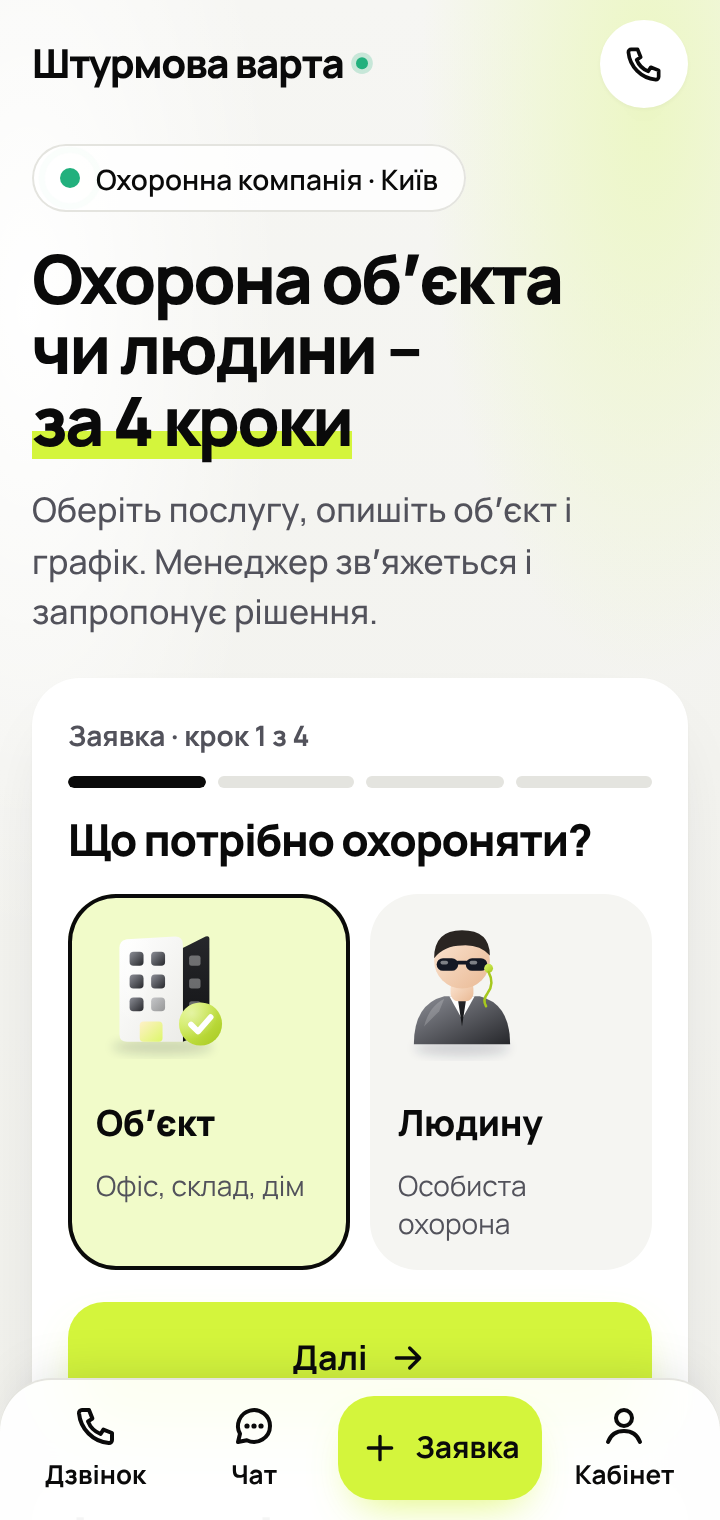 Штурмова варта
Охоронна компанія · Київ
Охорона обʼєкта
чи людини –
за 4 кроки
Оберіть послугу, опишіть обʼєкт і
графік. Менеджер звʼяжеться і
запропонує рішення.
Заявка · крок 1 з 4
Що потрібно охороняти?
Обʼєкт
Офіс, склад, дім
Людину
Особиста
охорона
Далі →
Дзвінок
Чат
+ Заявка
Кабінет